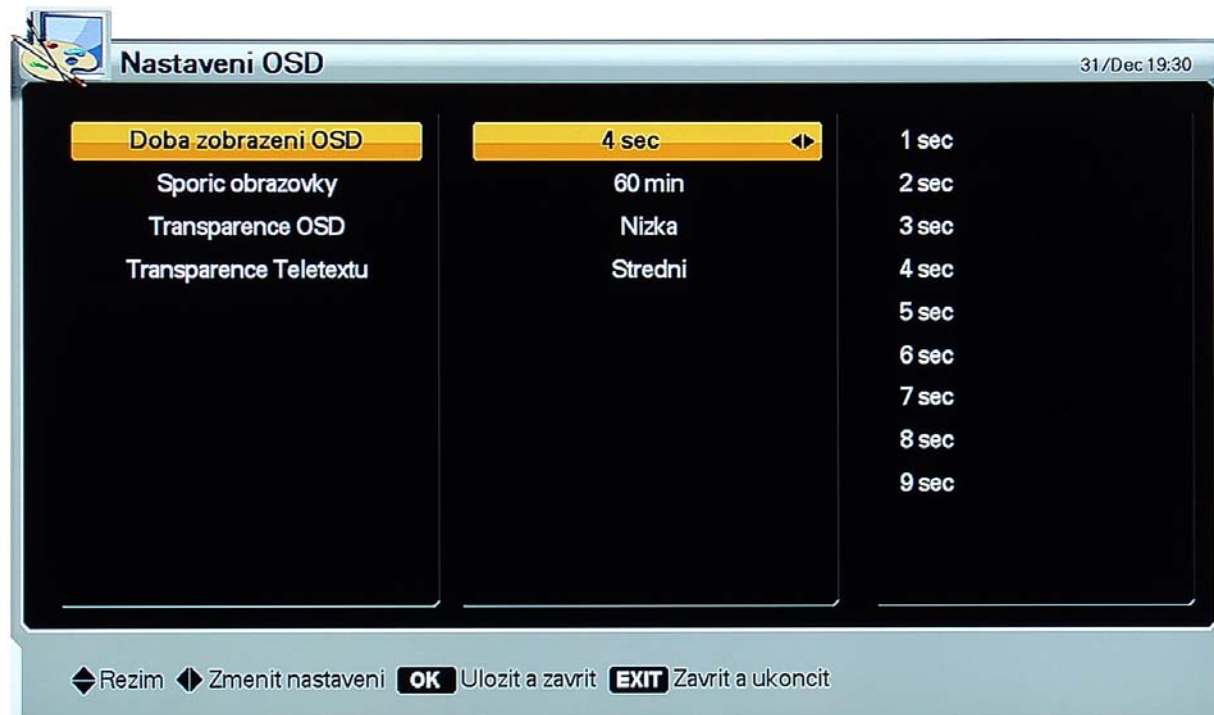 Nastaveni OSD
31/Dec 19:30
Doba zobrazeni OSD
4 sec
1 sec
Sporic obrazovky
60 min
2 sec
Transparence OSD
Nizka
3 sec
Transparence Teletextu
Stredni
4 sec
5 sec
6 sec
7 sec
8 sec
9 sec
Rezim Zmenit nastaveni OK Ulozit a zavrit EXIT Zavrit a ukoncit